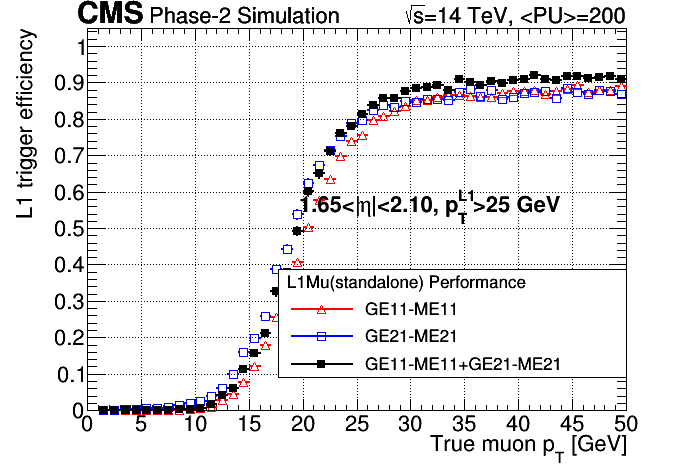 CMS Phase-2 Simulation √s=14 TeV, <PU>=200
L1 trigger efficiency
1
0.9
0.8
0.7
0.6
0.5
0.4
0.3
0.2
0.1
0
1.65<|η|<2.10, p_T^L1>25 GeV
L1Mu(standalone) Performance
GE11-ME11
GE21-ME21
GE11-ME11+GE21-ME21
0 5 10 15 20 25 30 35 40 45 50
True muon p_T [GeV]